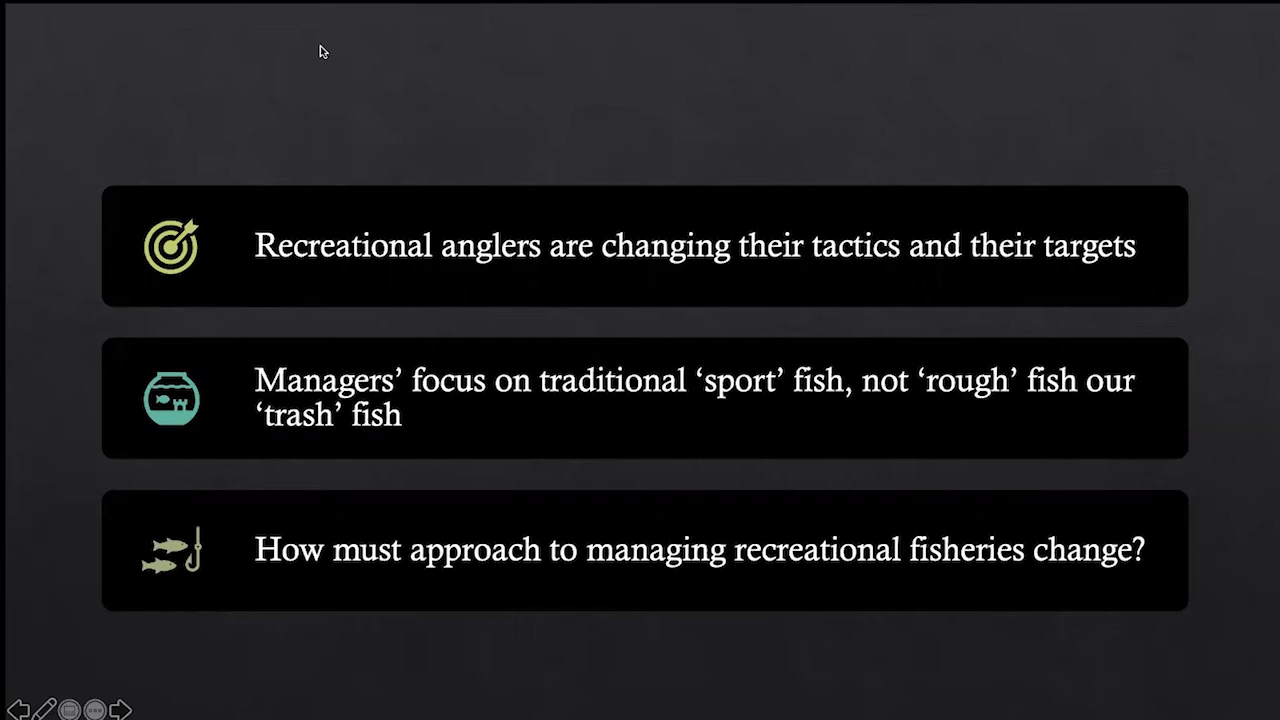 Recreational anglers are changing their tactics and their targets
Managers’ focus on traditional ‘sport’ fish, not ‘rough’ fish our
‘trash’ fish
How must approach to managing recreational fisheries change?